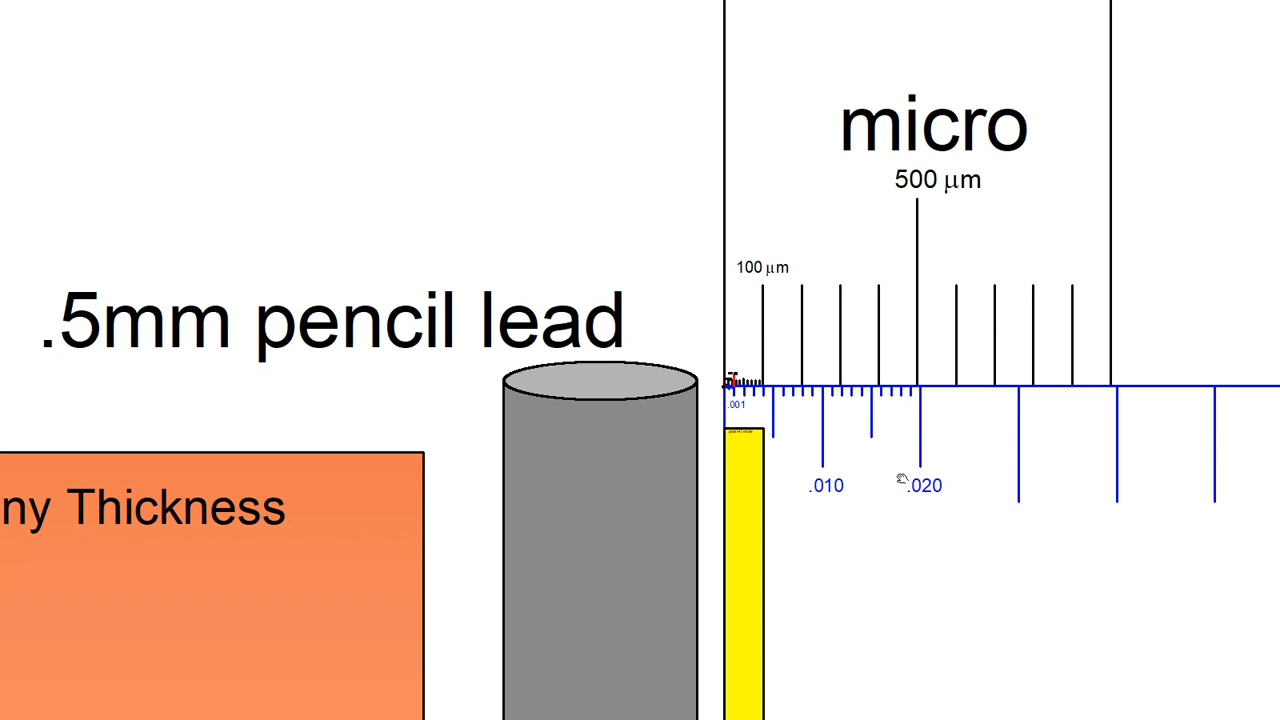 micro
500 μm
100 μm
.5mm pencil lead
.001
.010
.020
ny Thickness